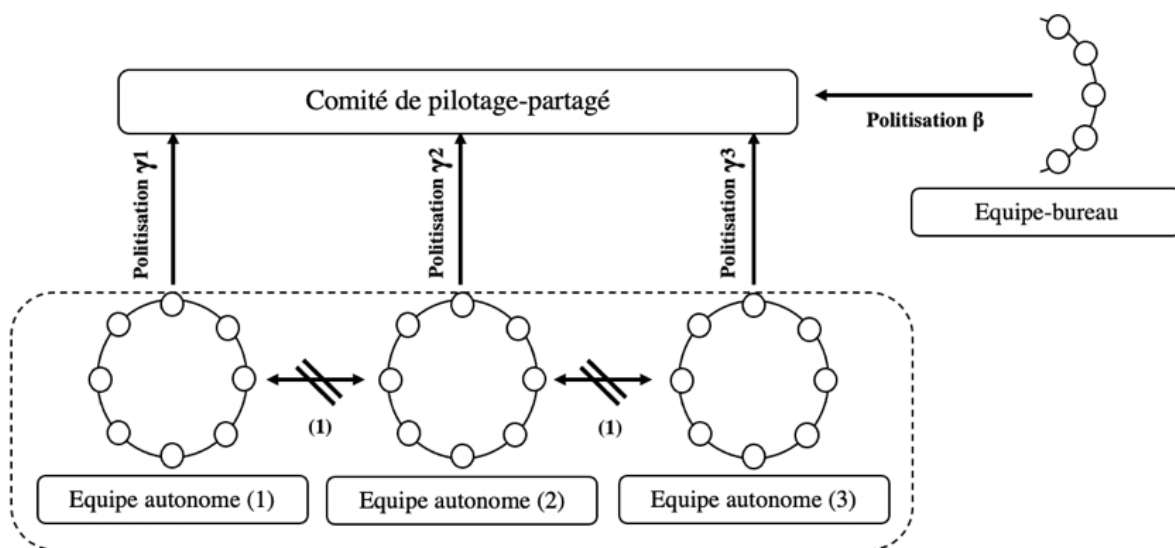 Comité de pilotage-partagé
Politisation β
Equipe-bureau
Politisation γ1
Politisation γ2
Politisation γ3
(1)
(1)
Equipe autonome (1)
Equipe autonome (2)
Equipe autonome (3)